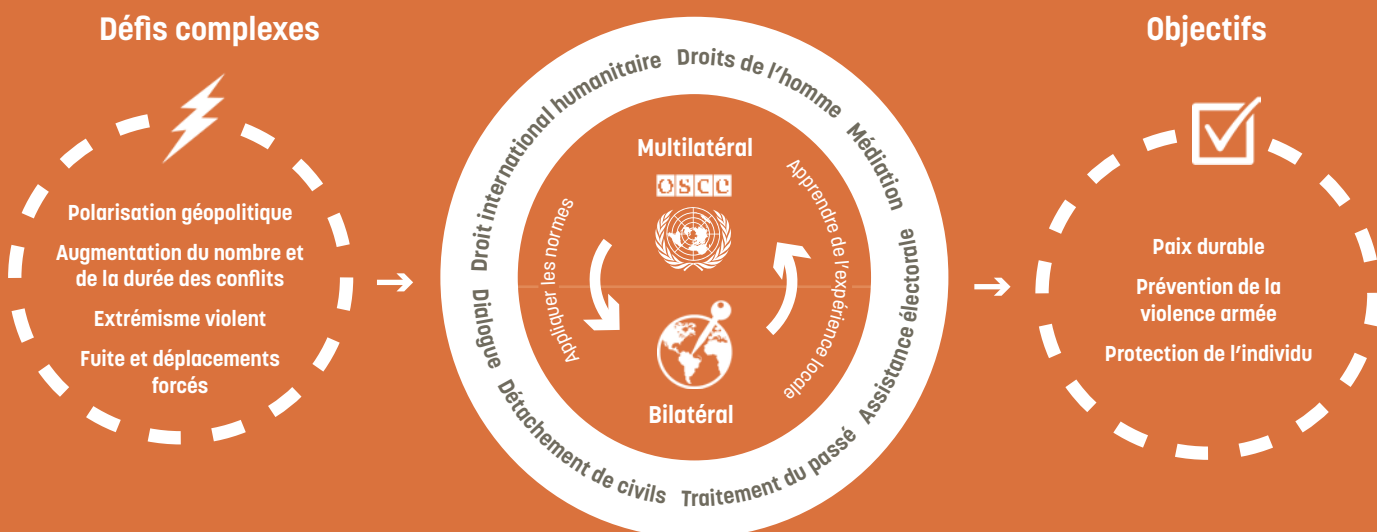 Défis complexes
Polarisation géopolitique
Augmentation du nombre et
de la durée des conflits
Extrémisme violent
Fuite et déplacements
forcés
Droit international humanitaire
Droits de l'homme
Médiation
Assistance électorale
Traitement du passé
Détachement de civils
Dialogue
Multilatéral
OSCE
Appliquer les normes
Apprendre de l'expérience locale
Bilatéral
Objectifs
Paix durable
Prévention de la
violence armée
Protection de l'individu